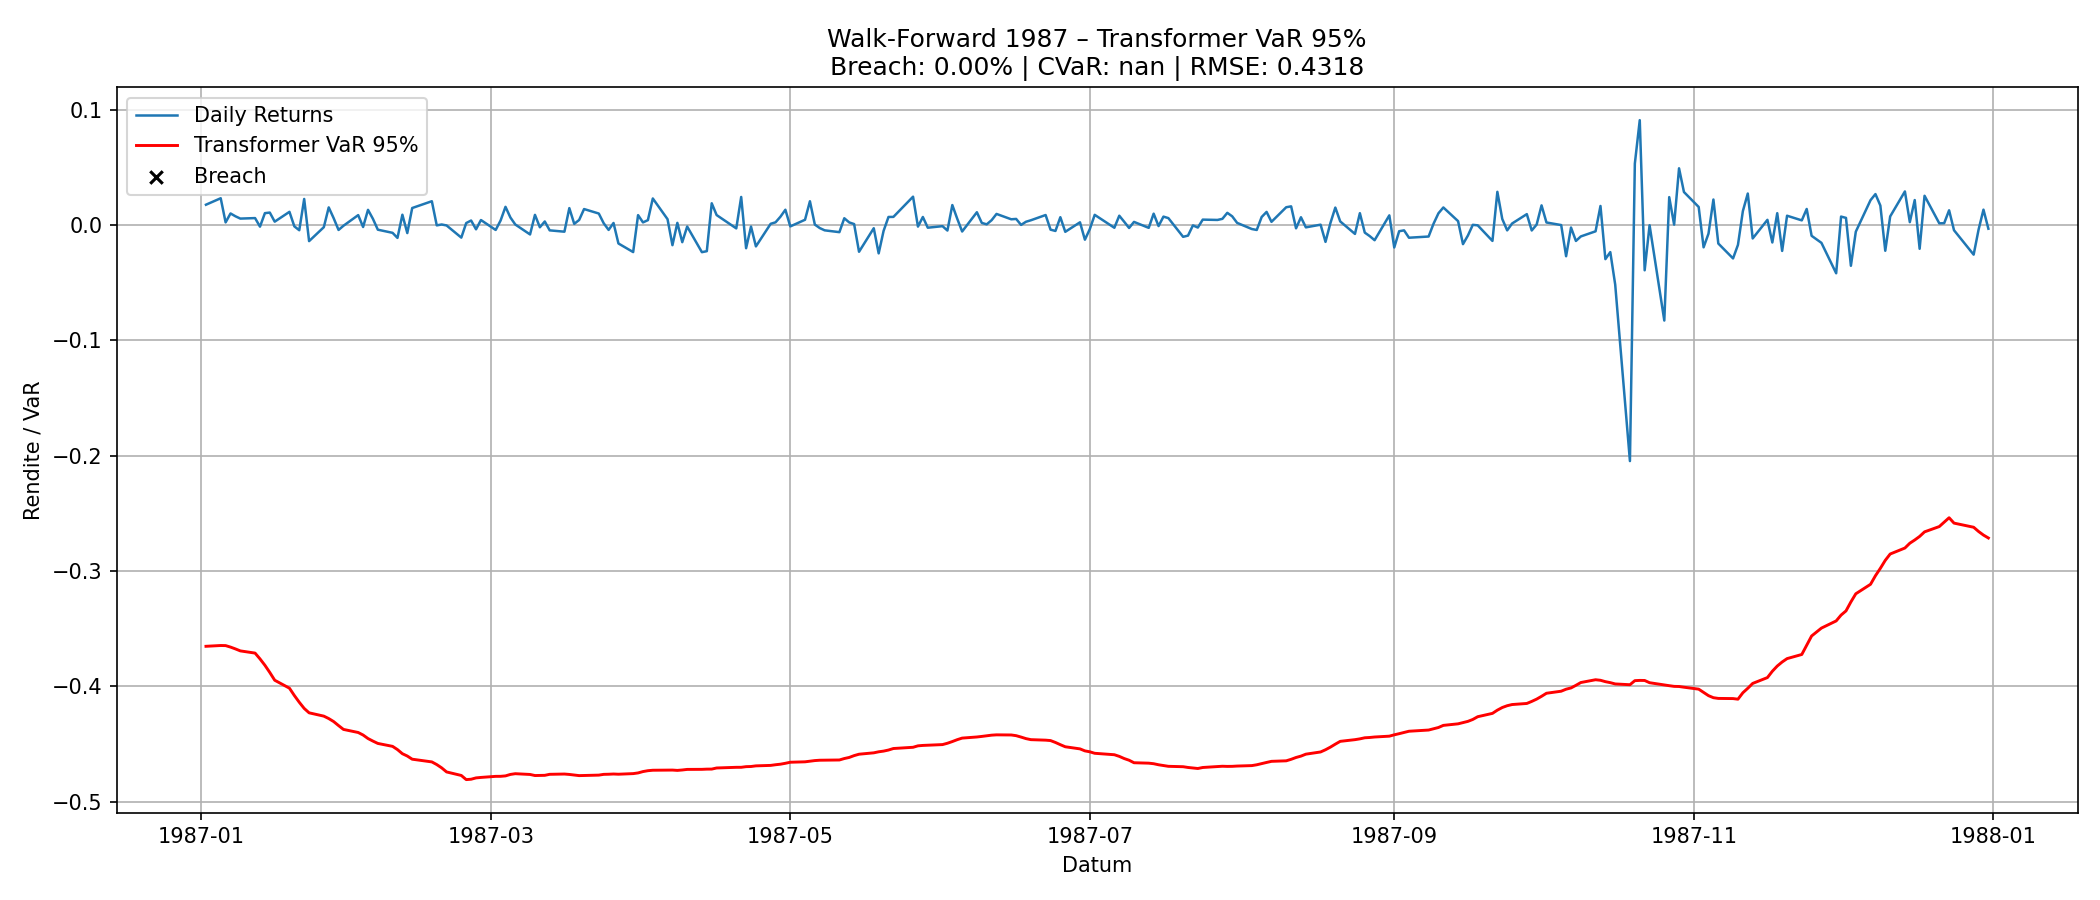 Walk-Forward 1987 – Transformer VaR 95%
Breach: 0.00% | CVaR: nan | RMSE: 0.4318
Daily Returns
Transformer VaR 95%
Breach
Rendite / VaR
0.1
0.0
−0.1
−0.2
−0.3
−0.4
−0.5
1987-01
1987-03
1987-05
1987-07
1987-09
1987-11
1988-01
Datum